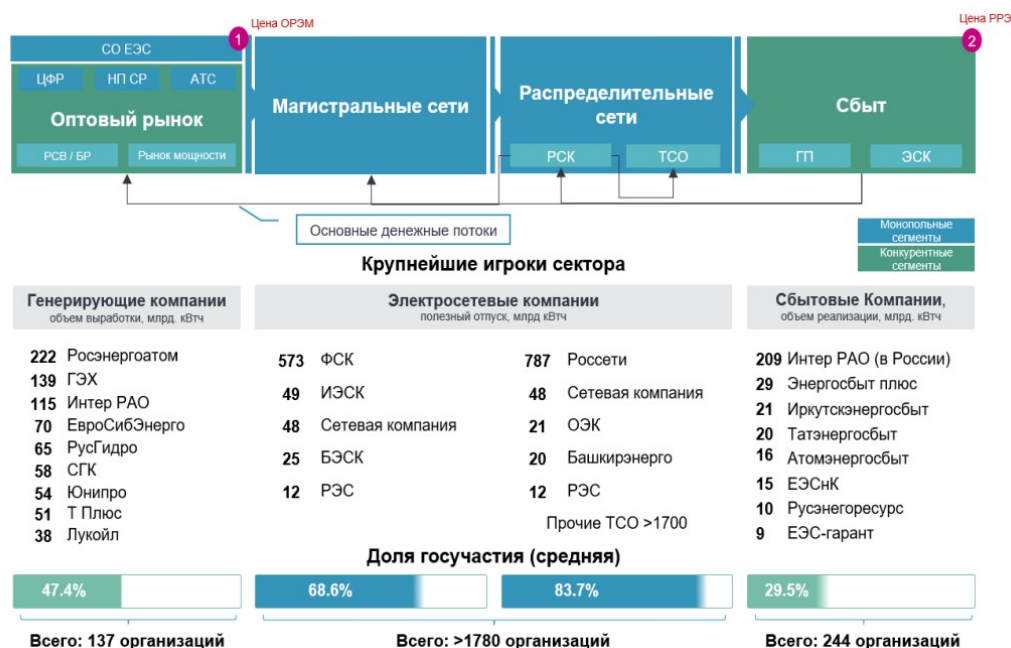 Цена ОРЭМ
Цена РРЭ
1
2
СО ЕЭС
ЦФР
НП СР
АТС
Оптовый рынок
РСВ / БР
Рынок мощности
Магистральные сети
Распределительные
сети
РСК
ТСО
Сбыт
ГП
ЭСК
Основные денежные потоки
Монопольные
сегменты
Конкурентные
сегменты
Крупнейшие игроки сектора
Генерирующие компании
объем выработки, млрд. кВтч
222 Росэнергоатом
139 ГЭХ
115 Интер РАО
70 ЕвроСибЭнерго
65 РусГидро
58 СГК
54 Юнипро
51 Т Плюс
38 Лукойл
Электросетевые компании
полезный отпуск, млрд кВтч
573 ФСК
49 ИЭСК
48 Сетевая компания
25 БЭСК
12 РЭС
787 Россети
48 Сетевая компания
21 ОЭК
20 Башкирэнерго
12 РЭС
Прочие ТСО >1700
Сбытовые Компании,
объем реализации, млрд. кВтч
209 Интер РАО (в России)
29 Энергосбыт плюс
21 Иркутскэнергосбыт
20 Татэнергосбыт
16 Атомэнергосбыт
15 ЕЭСнК
10 Русэнегоресурс
9 ЕЭС-гарант
Доля госучастия (средняя)
47.4%
68.6%
83.7%
29.5%
Всего: 137 организаций
Всего: >1780 организаций
Всего: 244 организаций